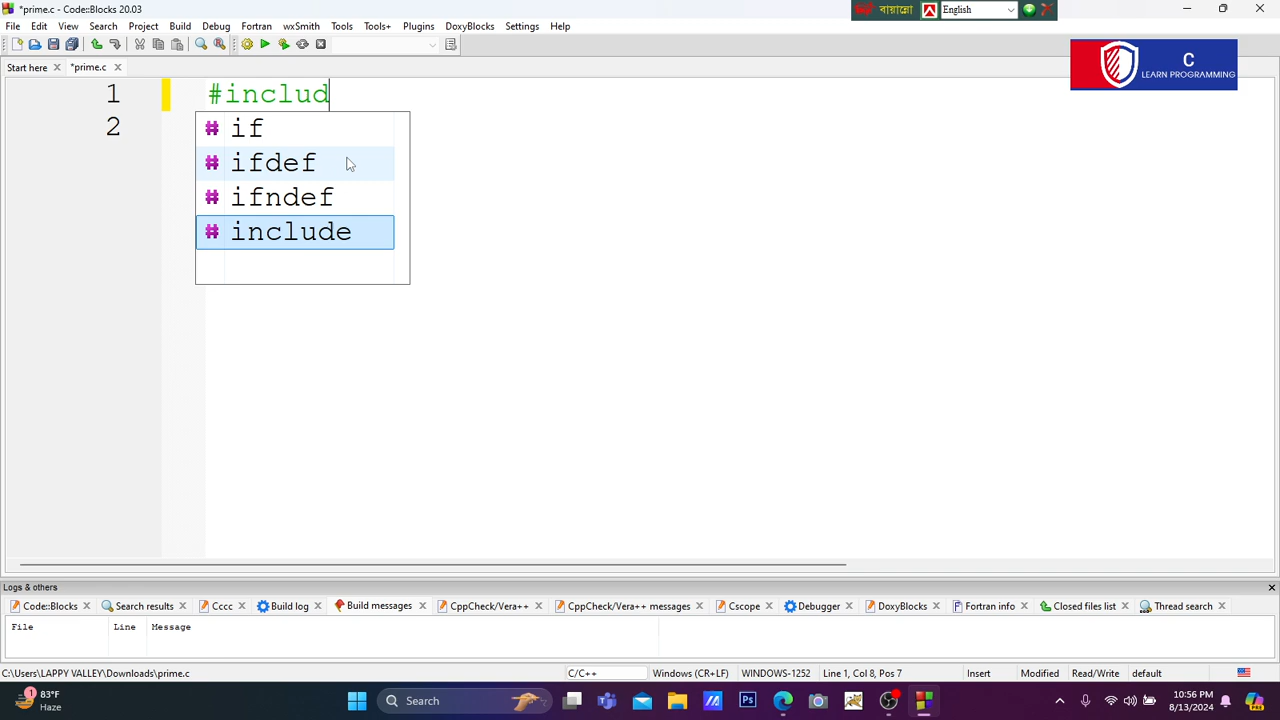 *prime.c - Code::Blocks 20.03
বায়ান্নো English
File Edit View Search Project Build Debug Fortran wxSmith Tools Tools+ Plugins DoxyBlocks Settings Help
Start here *prime.c
C
LEARN PROGRAMMING
1 #includ
2
if
ifdef
ifndef
include
Logs & others
Code::Blocks Search results Cccc Build log Build messages CppCheck/Vera++ CppCheck/Vera++ messages Cscope Debugger DoxyBlocks Fortran info Closed files list Thread search
File Line Message
C:\Users\LAPPY VALLEY\Downloads\prime.c C/C++ Windows (CR+LF) WINDOWS-1252 Line 1, Col 8, Pos 7 Insert Modified Read/Write default
1 83°F
Haze
Search
10:56 PM
8/13/2024